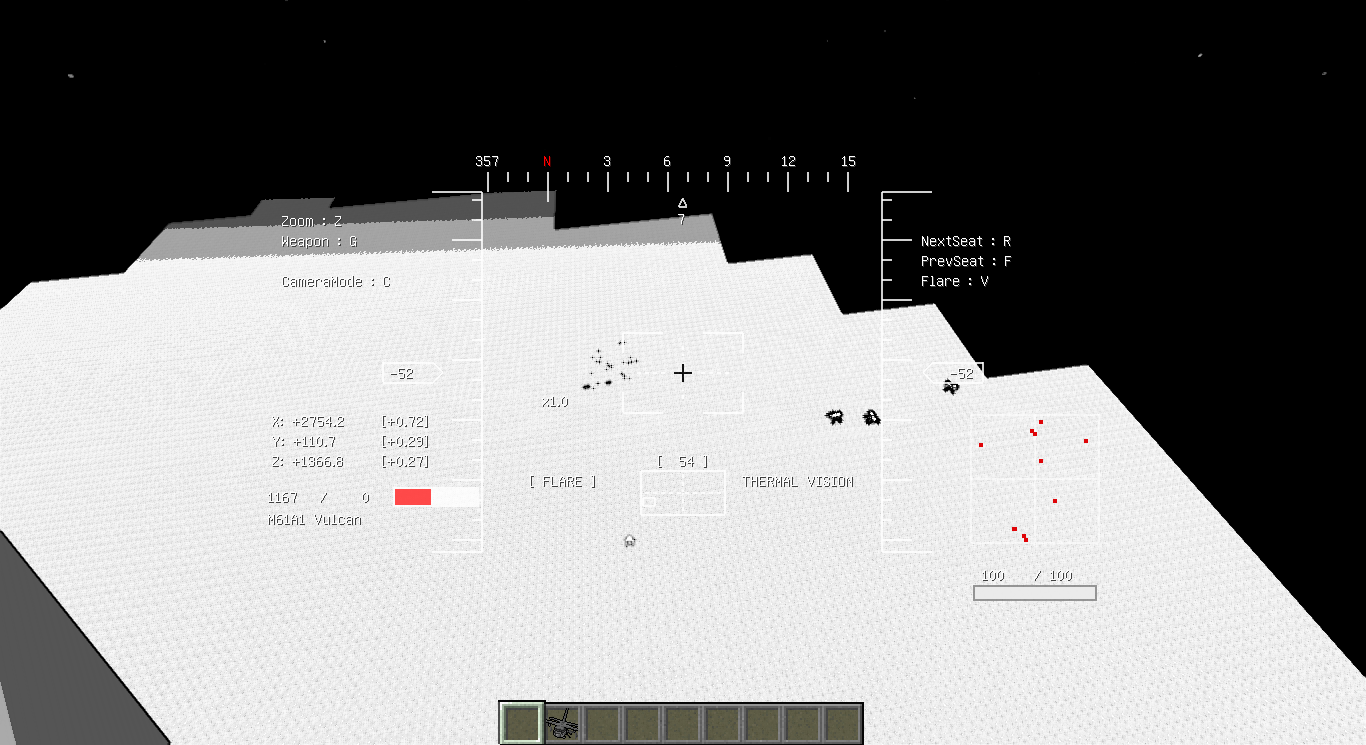 357 N 3 6 9 12 15
7
Zoom : Z
Weapon : G
CameraMode : C
NextSeat : R
PrevSeat : F
Flare : V
-52
-52
x1.0
X: +2754.2 [+0.72]
Y: +110.7 [+0.29]
Z: +1366.8 [+0.27]
[ 54 ]
[ FLARE ]
THERMAL VISION
1167 / 0
M61A1 Vulcan
100 / 100